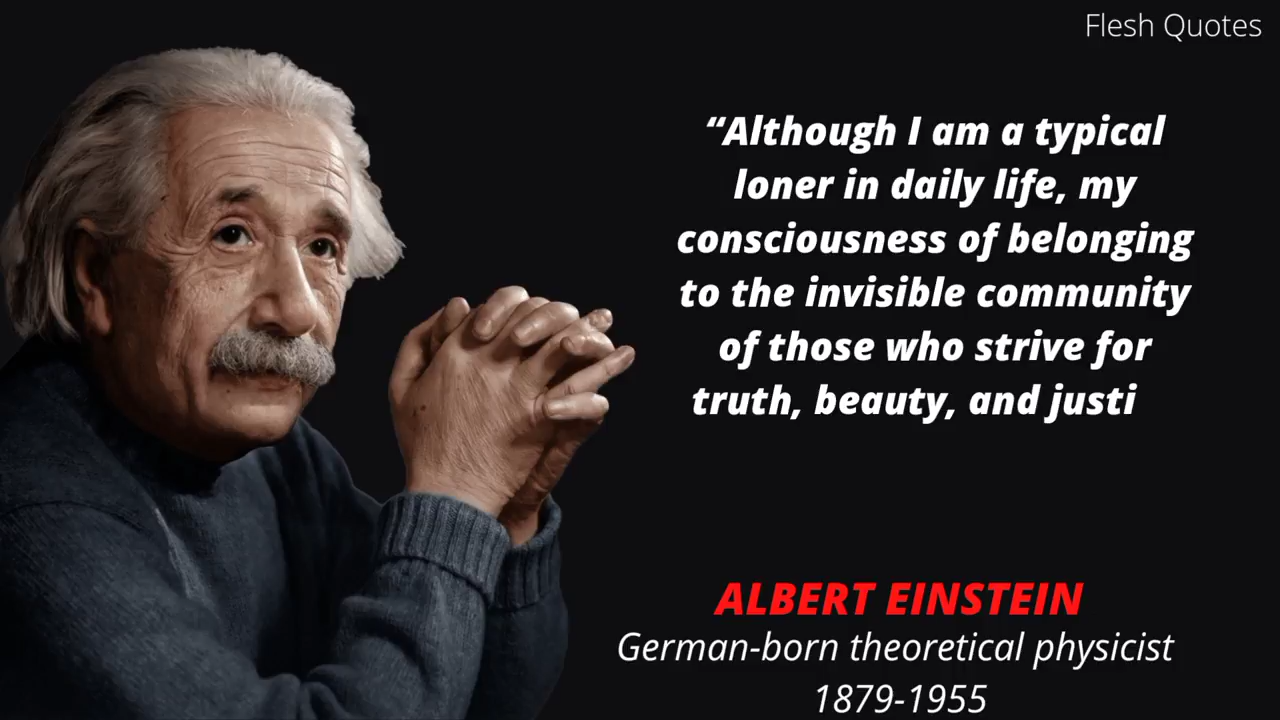 Flesh Quotes
“Although I am a typical
loner in daily life, my
consciousness of belonging
to the invisible community
of those who strive for
truth, beauty, and justi
ALBERT EINSTEIN
German-born theoretical physicist
1879-1955